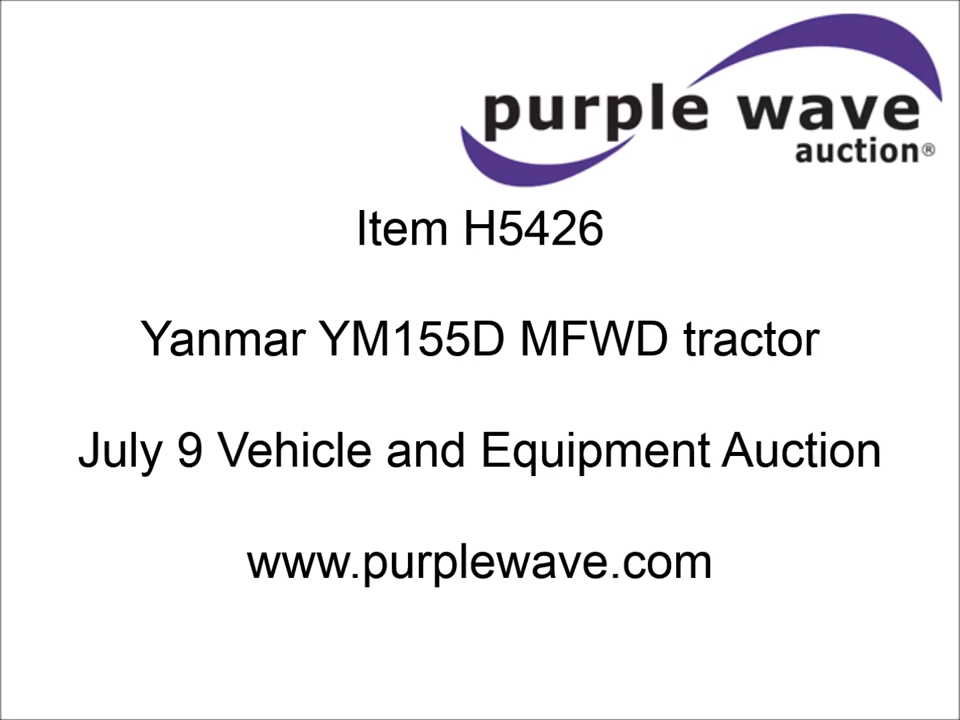 purple wave
auction®
Item H5426
Yanmar YM155D MFWD tractor
July 9 Vehicle and Equipment Auction
www.purplewave.com